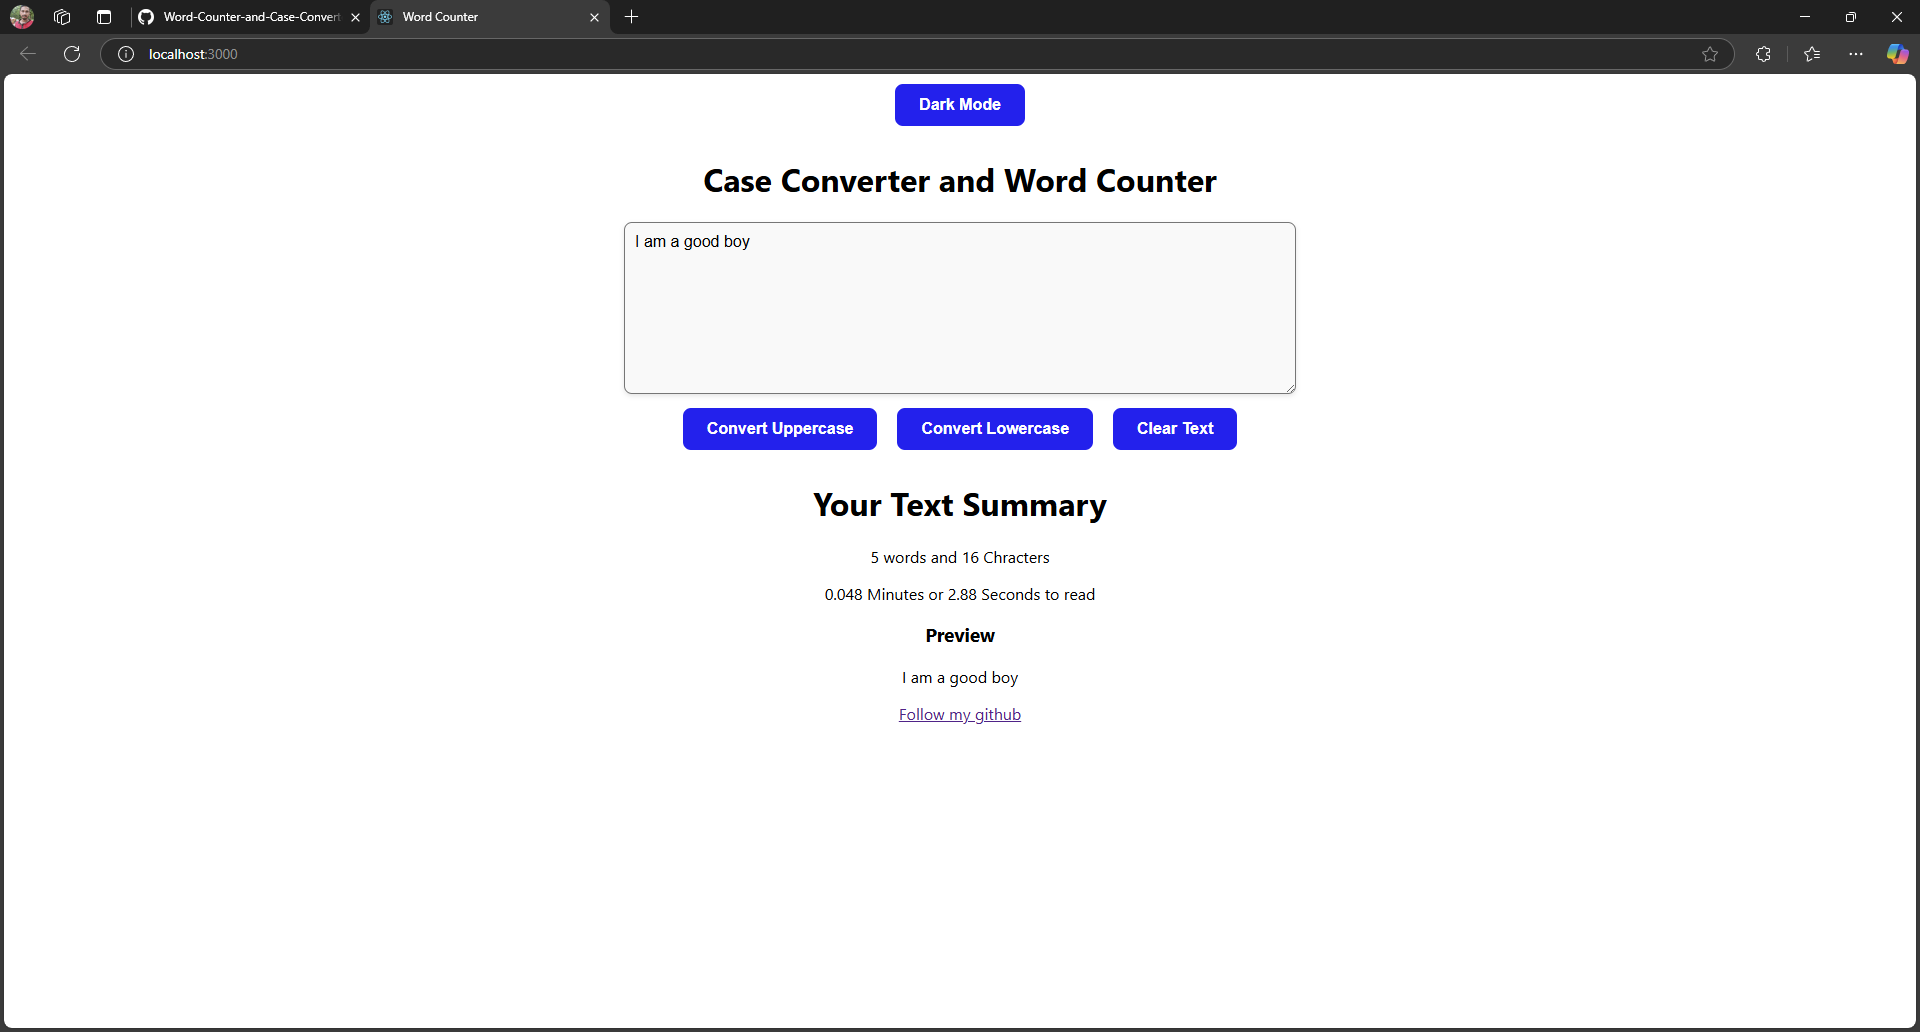 Word-Counter-and-Case-Convert
Word Counter
localhost:3000
Dark Mode
Case Converter and Word Counter
I am a good boy
Convert Uppercase
Convert Lowercase
Clear Text
Your Text Summary
5 words and 16 Chracters
0.048 Minutes or 2.88 Seconds to read
Preview
I am a good boy
Follow my github